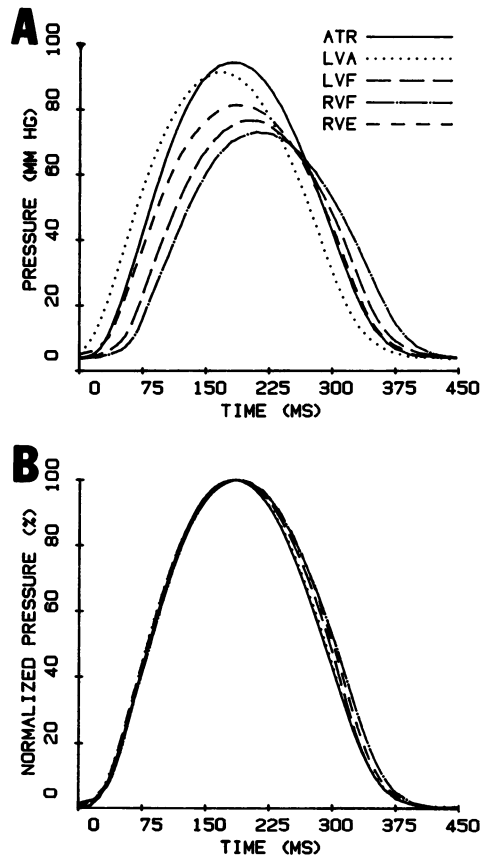 A
ATR
LVA
LVF
RVF
RVE
PRESSURE (MM HG)
100
80
60
40
20
0
0 75 150 225 300 375 450
TIME (MS)
B
NORMALIZED PRESSURE (%)
100
80
60
40
20
0
0 75 150 225 300 375 450
TIME (MS)